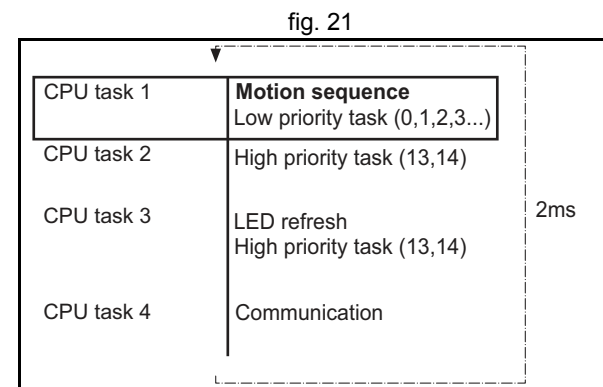 fig. 21
CPU task 1
Motion sequence
Low priority task (0,1,2,3...)
CPU task 2
High priority task (13,14)
CPU task 3
LED refresh
High priority task (13,14)
2ms
CPU task 4
Communication